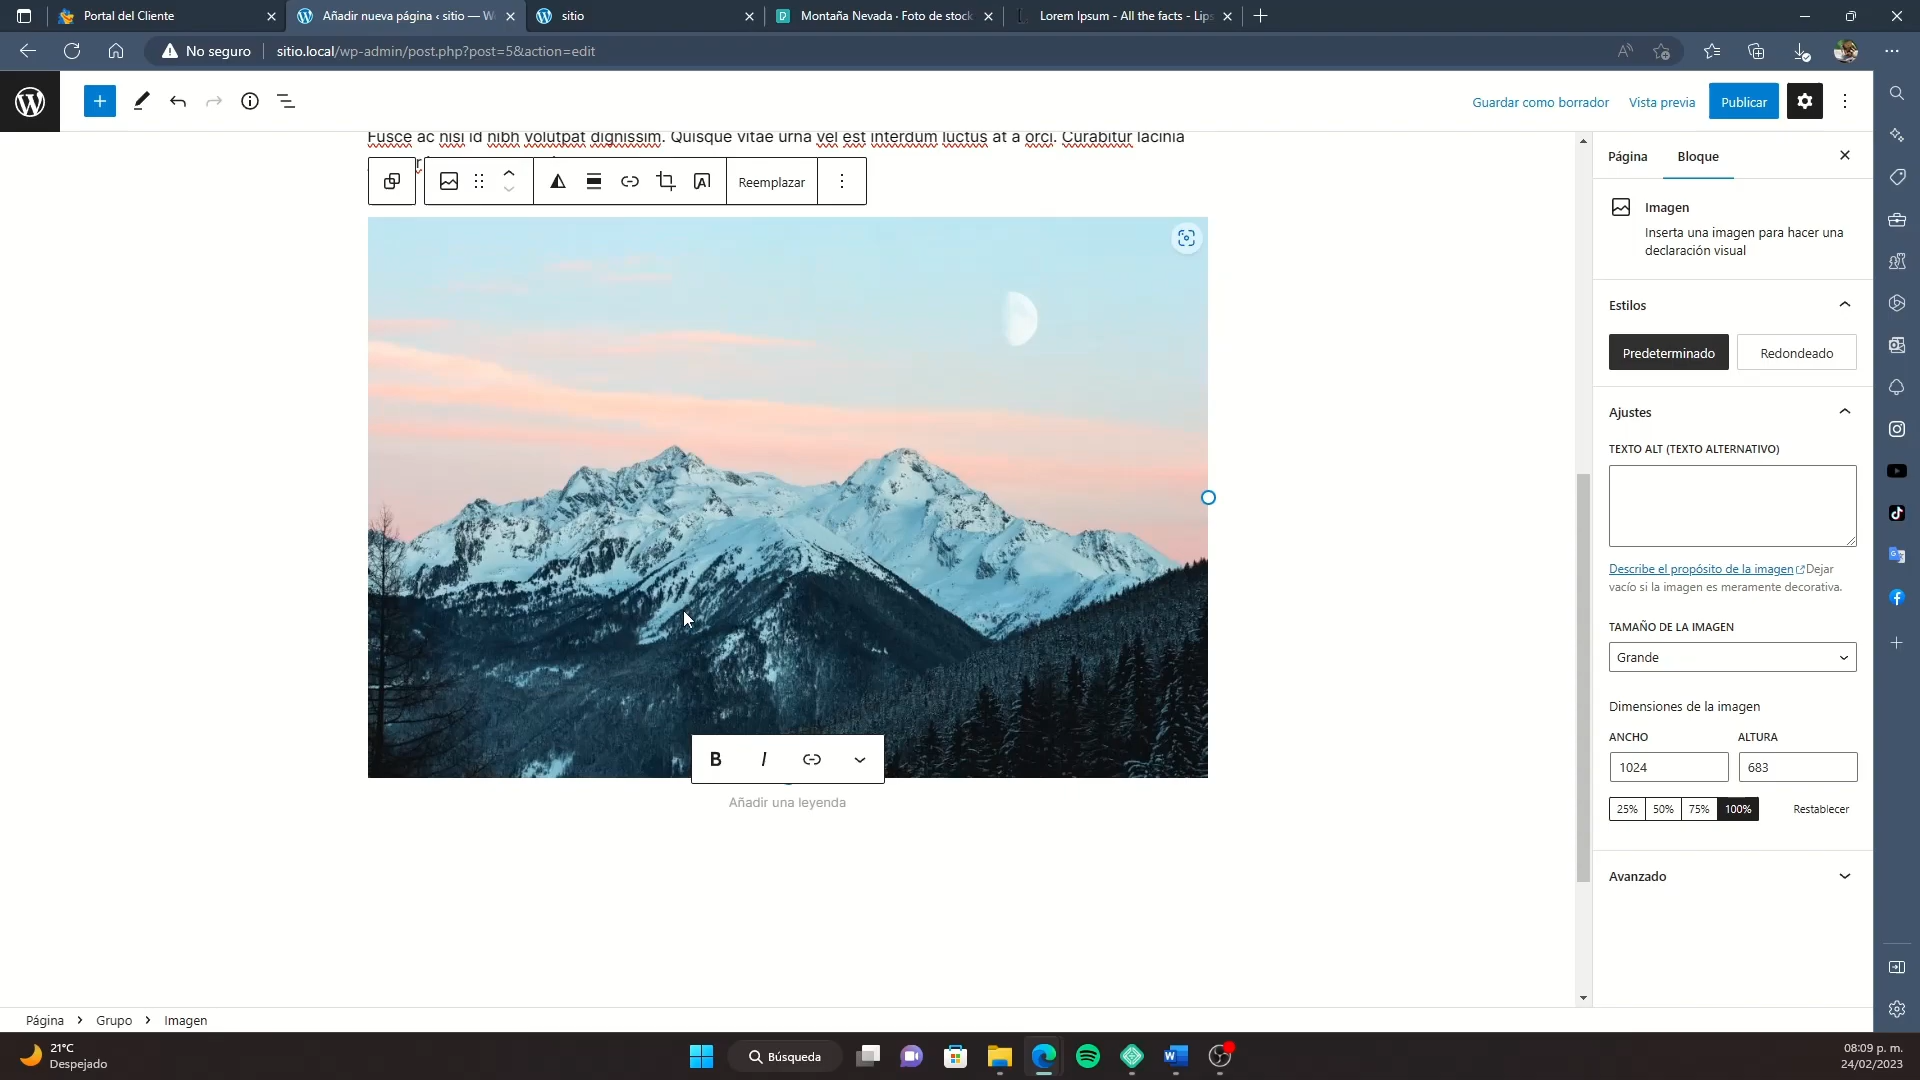 Portal del Cliente
Añadir nueva página ‹ sitio — W
sitio
Montaña Nevada · Foto de stock
Lorem Ipsum - All the facts - Lips
No seguro
sitio.local/wp-admin/post.php?post=5&action=edit
Guardar como borrador
Vista previa
Publicar
Fusce ac nisi id nibh volutpat dignissim. Quisque vitae urna vel est interdum luctus at a orci. Curabitur lacinia
Reemplazar
Añadir una leyenda
Página
Bloque
Imagen
Inserta una imagen para hacer una
declaración visual
Estilos
Predeterminado
Redondeado
Ajustes
TEXTO ALT (TEXTO ALTERNATIVO)
Describe el propósito de la imagen Dejar
vacío si la imagen es meramente decorativa.
TAMAÑO DE LA IMAGEN
Grande
Dimensiones de la imagen
ANCHO ALTURA
1024 683
25% 50% 75% 100% Restablecer
Avanzado
Página > Grupo > Imagen
21°C
Despejado
Búsqueda
08:09 p. m.
24/02/2023